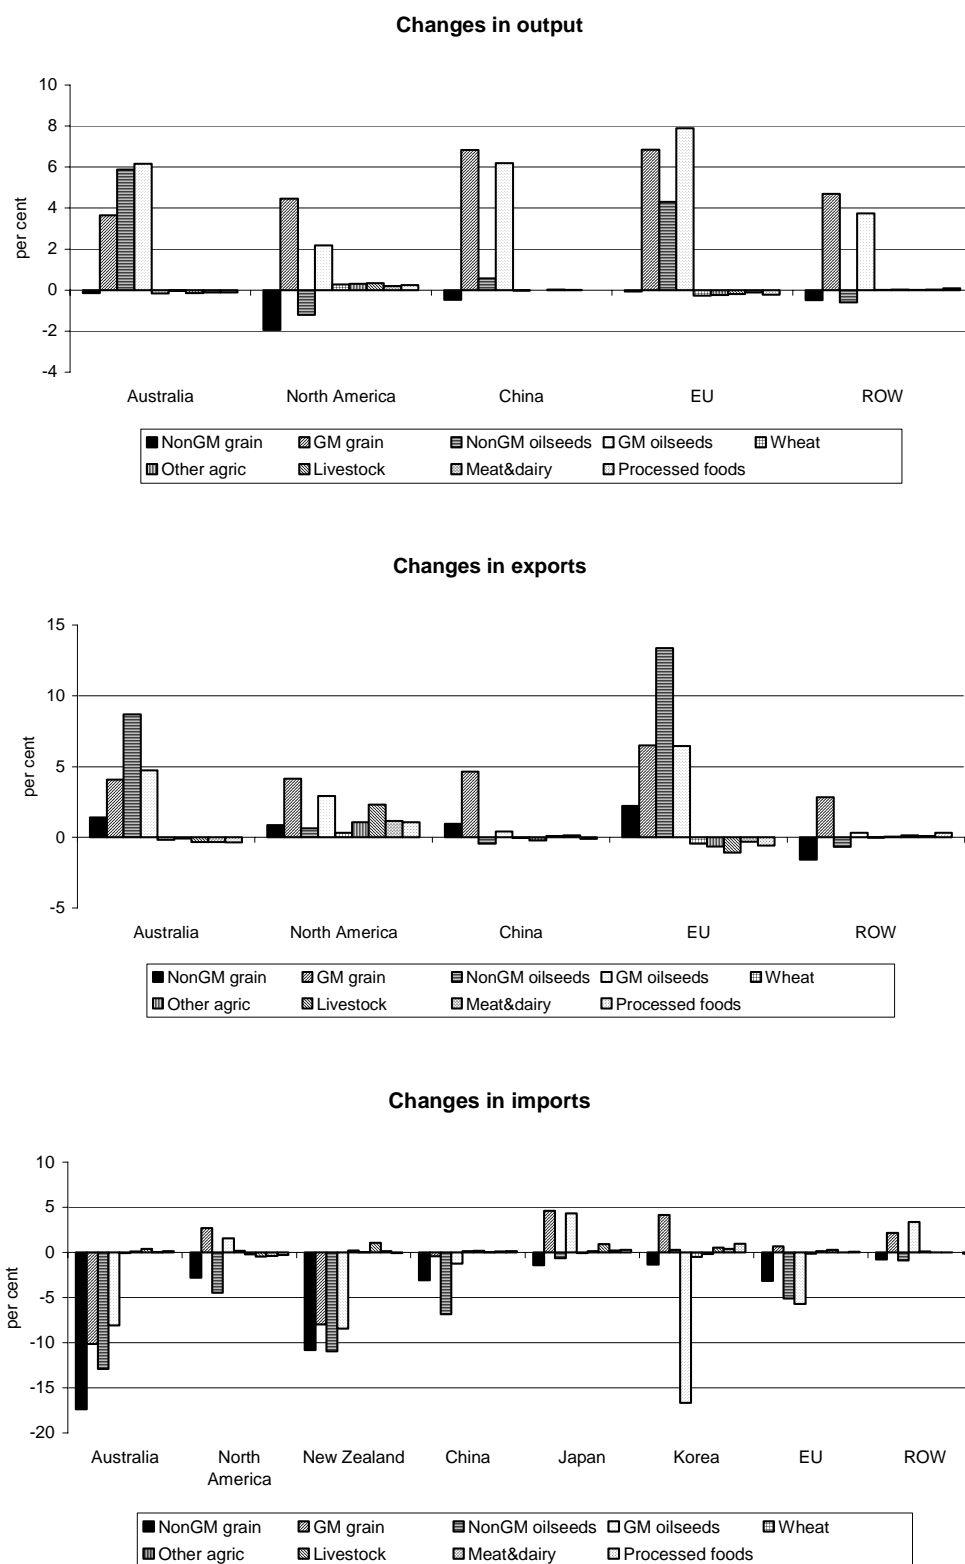 Changes in output
10
8
6
4
2
0
-2
-4
per cent
Australia North America China EU ROW
NonGM grain GM grain NonGM oilseeds GM oilseeds Wheat
Other agric Livestock Meat&dairy Processed foods
Changes in exports
15
10
5
0
-5
per cent
Australia North America China EU ROW
NonGM grain GM grain NonGM oilseeds GM oilseeds Wheat
Other agric Livestock Meat&dairy Processed foods
Changes in imports
10
5
0
-5
-10
-15
-20
per cent
Australia North America New Zealand China Japan Korea EU ROW
NonGM grain GM grain NonGM oilseeds GM oilseeds Wheat
Other agric Livestock Meat&dairy Processed foods